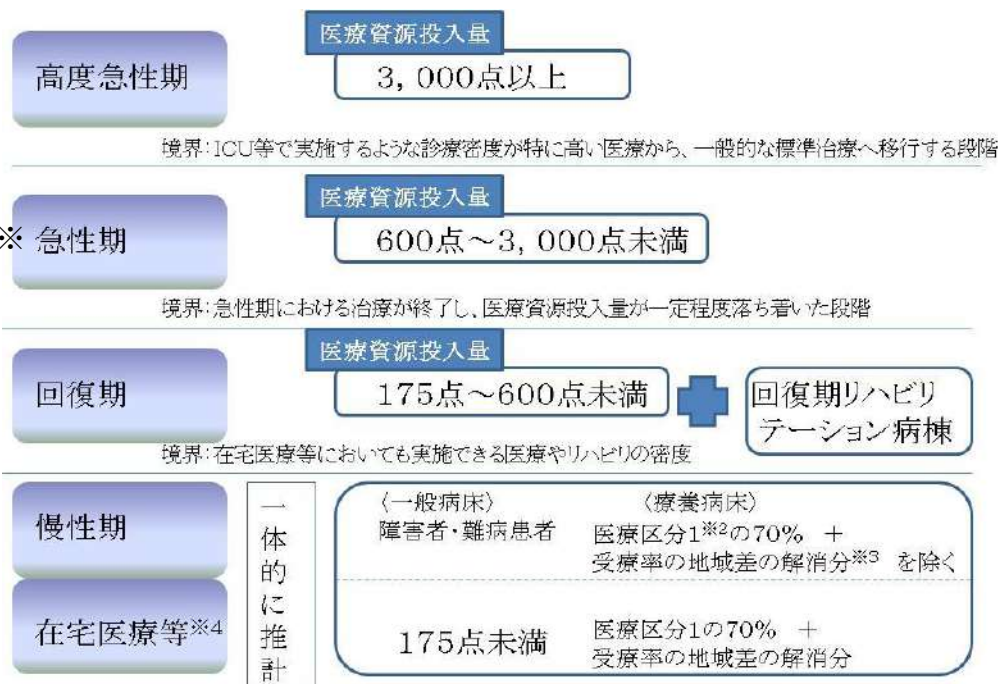 医療資源投入量
高度急性期
3,000点以上
境界:ICU等で実施するような診療密度が特に高い医療から、一般的な標準治療へ移行する段階
医療資源投入量
※ 急性期
600点～3,000点未満
境界:急性期における治療が終了し、医療資源投入量が一定程度落ち着いた段階
医療資源投入量
回復期
175点～600点未満
回復期リハビリ
テーション病棟
境界:在宅医療等においても実施できる医療やリハビリの密度
慢性期
在宅医療等※4
一体的に推計
〈一般病床〉
障害者・難病患者
〈療養病床〉
医療区分1※2の70% +
受療率の地域差の解消分※3 を除く
175点未満
医療区分1の70% +
受療率の地域差の解消分